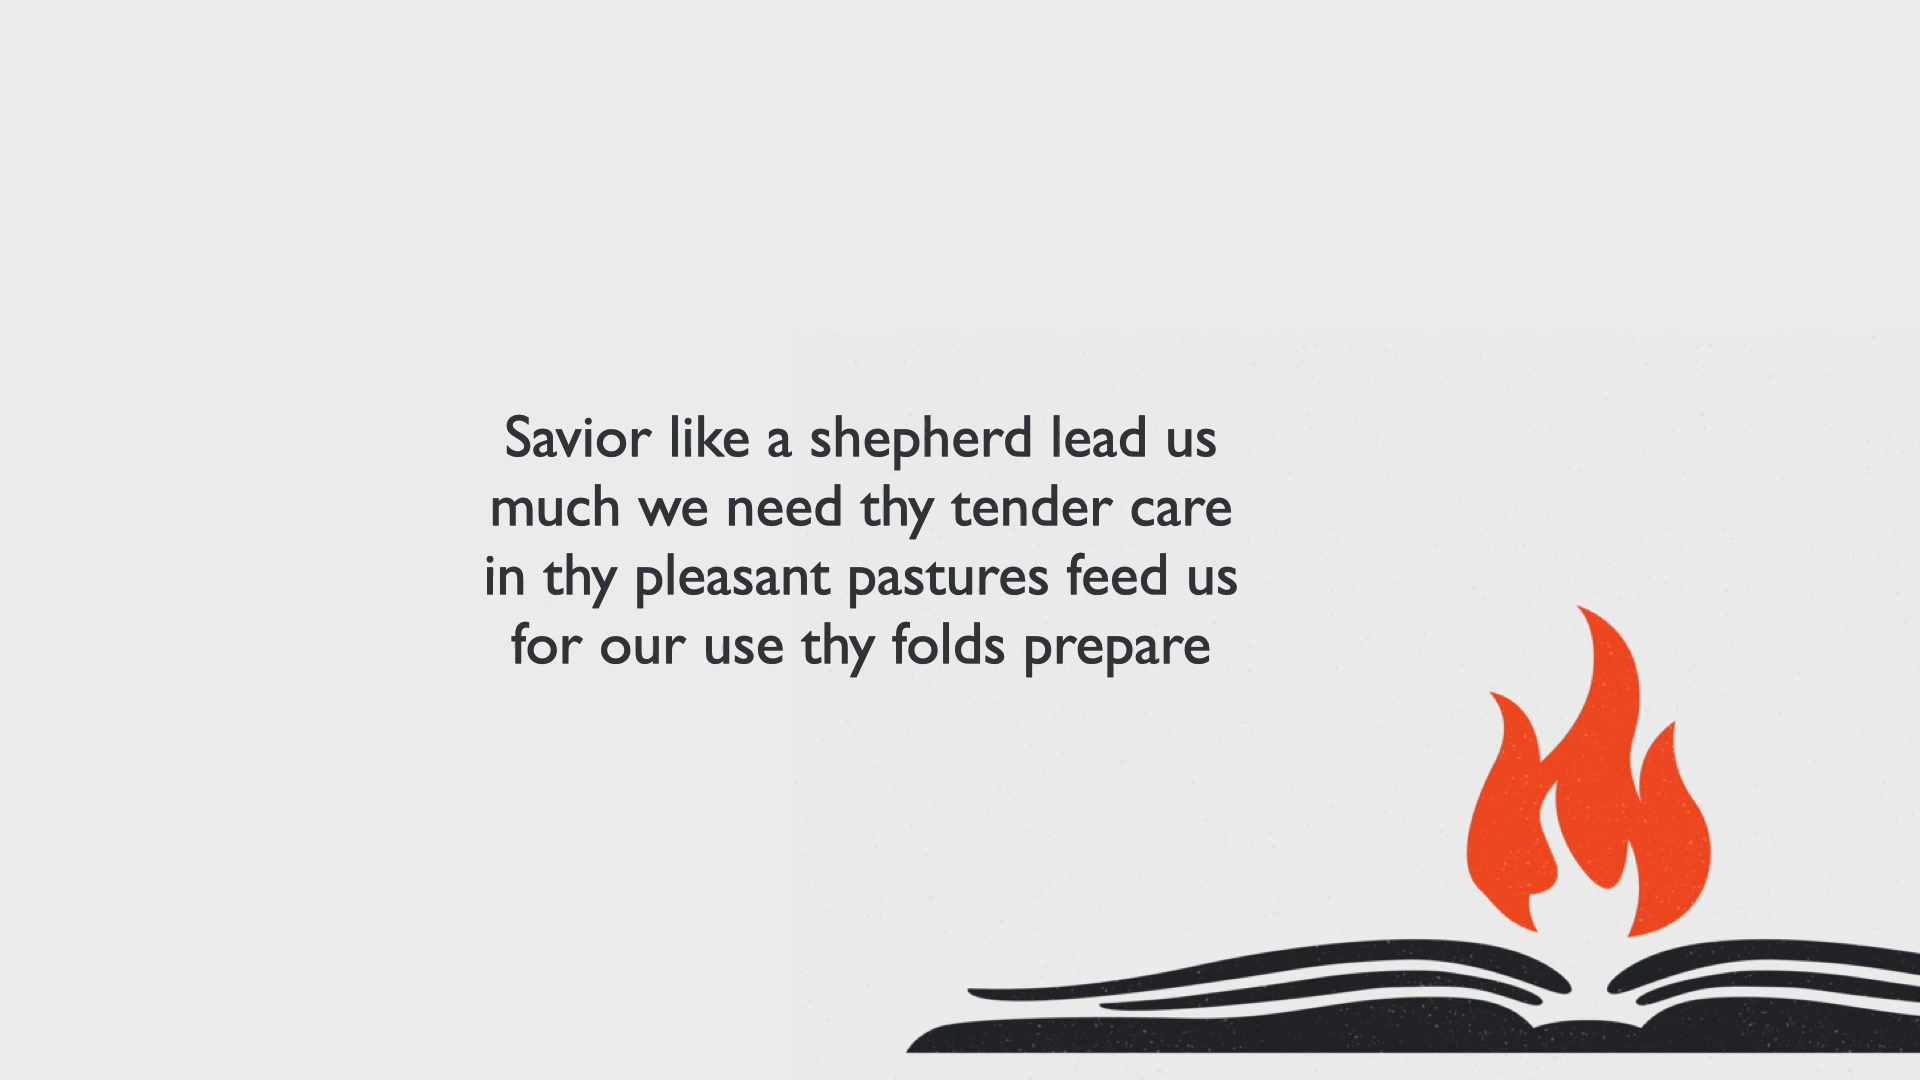 Savior like a shepherd lead us
much we need thy tender care
in thy pleasant pastures feed us
for our use thy folds prepare